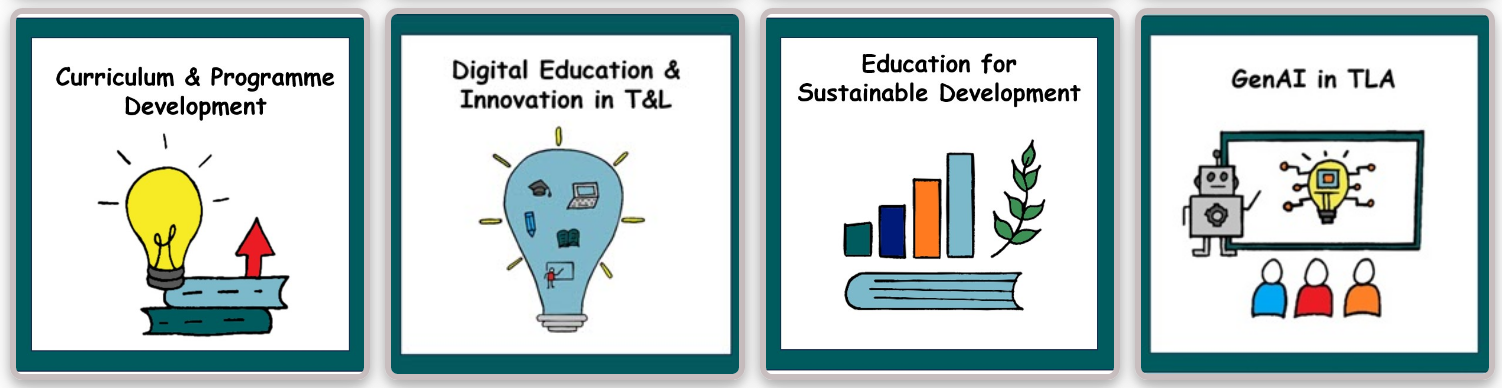 Curriculum & Programme
Development
Digital Education &
Innovation in T&L
Education for
Sustainable Development
GenAI in TLA